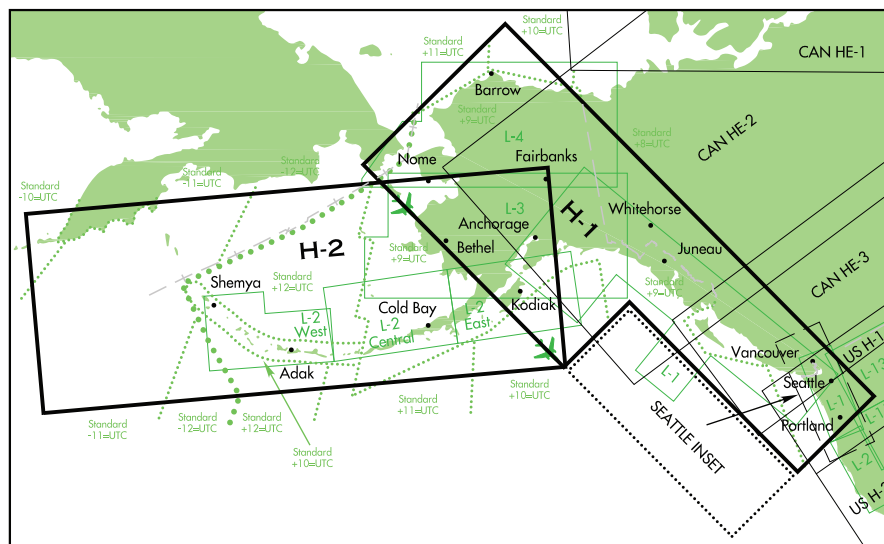 Standard
+10=UTC
Standard
+11=UTC
CAN HE-1
Barrow
Standard
+9=UTC
L-4
Standard
+8=UTC
CAN HE-2
Standard
-12=UTC
Nome
Fairbanks
Standard
-11=UTC
Standard
-10=UTC
L-3
H-1
Whitehorse
Anchorage
H-2
Bethel
Standard
+9=UTC
Juneau
CAN HE-3
Shemya
Standard
+12=UTC
Standard
+9=UTC
Kodiak
Cold Bay
L-2
West
L-2
Central
L-2
East
Adak
Vancouver
US H-1
L-13
L-1
Seattle
L-1
L-1
Portland
SEATTLE INSET
Standard
+10=UTC
Standard
+11=UTC
Standard
-11=UTC
Standard
-12=UTC
Standard
+12=UTC
Standard
+10=UTC
L-2